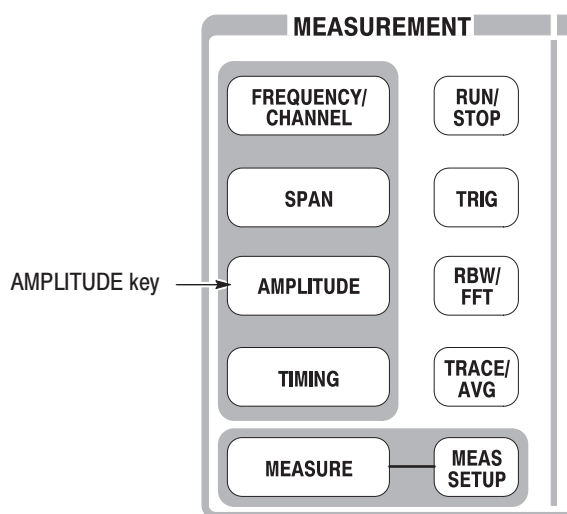 MEASUREMENT
FREQUENCY/
CHANNEL
RUN/
STOP
SPAN
TRIG
AMPLITUDE key
AMPLITUDE
RBW/
FFT
TIMING
TRACE/
AVG
MEASURE
MEAS
SETUP